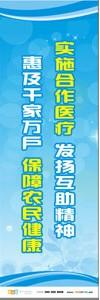 实施合作医疗 发扬互助精神
惠及千家万户 保障农民健康